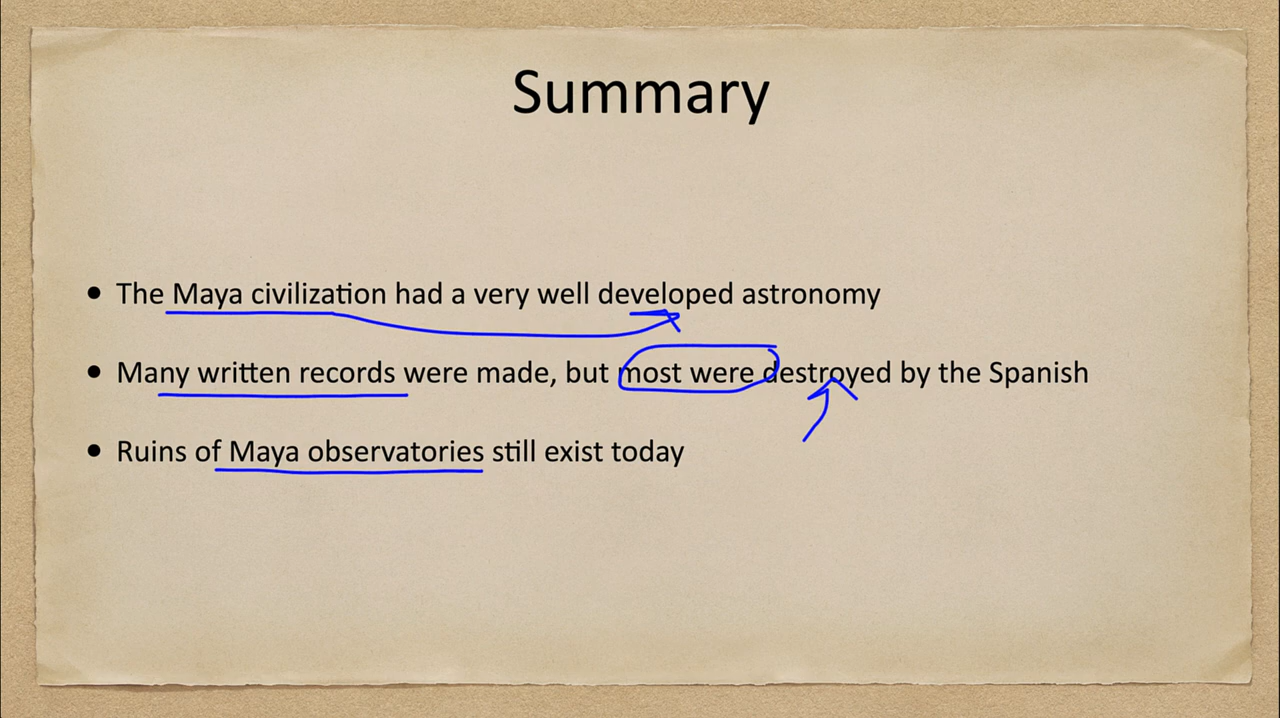 Summary
• The Maya civilization had a very well developed astronomy
• Many written records were made, but most were destroyed by the Spanish
• Ruins of Maya observatories still exist today